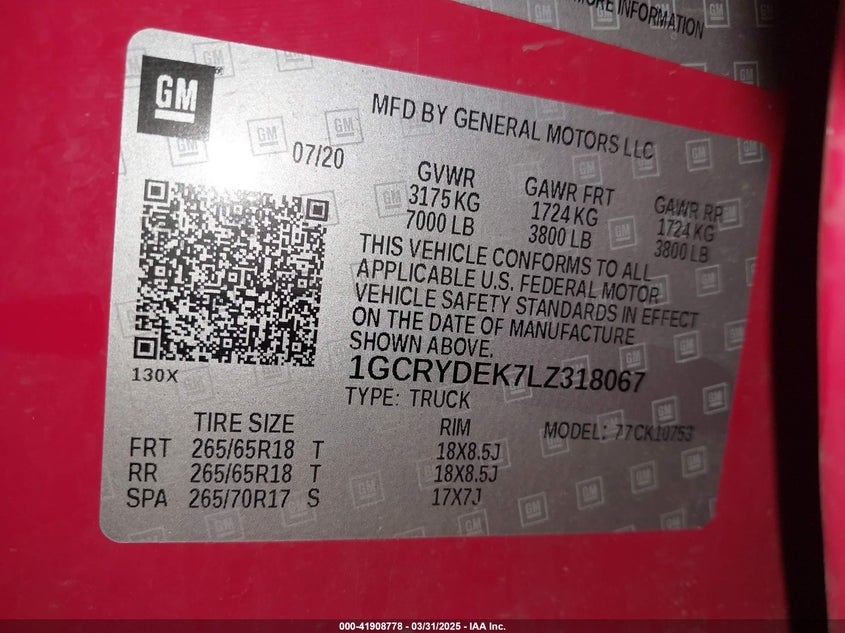 MORE INFORMATION
GM
MFD BY GENERAL MOTORS LLC
07/20
GVWR GAWR FRT GAWR RR
3175 KG 1724 KG 1724 KG
7000 LB 3800 LB 3800 LB
THIS VEHICLE CONFORMS TO ALL
APPLICABLE U.S. FEDERAL MOTOR
VEHICLE SAFETY STANDARDS IN EFFECT
ON THE DATE OF MANUFACTURE
SHOWN ABOVE.
130X
1GCRYDEK7LZ318067
TYPE: TRUCK
TIRE SIZE RIM MODEL: 77CK10753
FRT 265/65R18 T 18X8.5J
RR 265/65R18 T 18X8.5J
SPA 265/70R17 S 17X7J
000-41908778 - 03/31/2025 - IAA Inc.